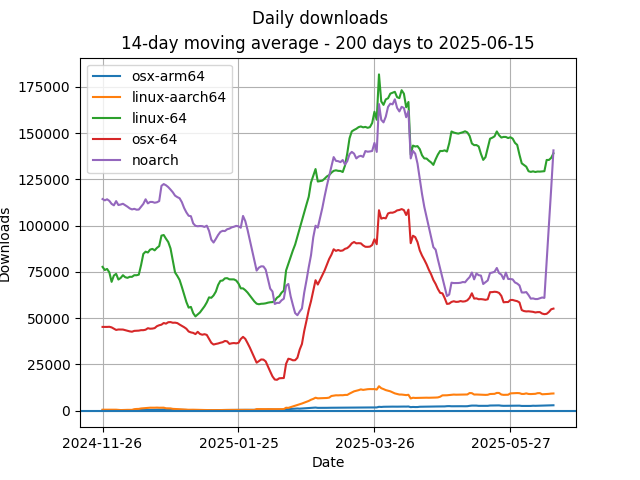 Daily downloads
14-day moving average - 200 days to 2025-06-15
osx-arm64
linux-aarch64
linux-64
osx-64
noarch
175000
150000
125000
100000
75000
50000
25000
0
Downloads
2024-11-26
2025-01-25
2025-03-26
2025-05-27
Date